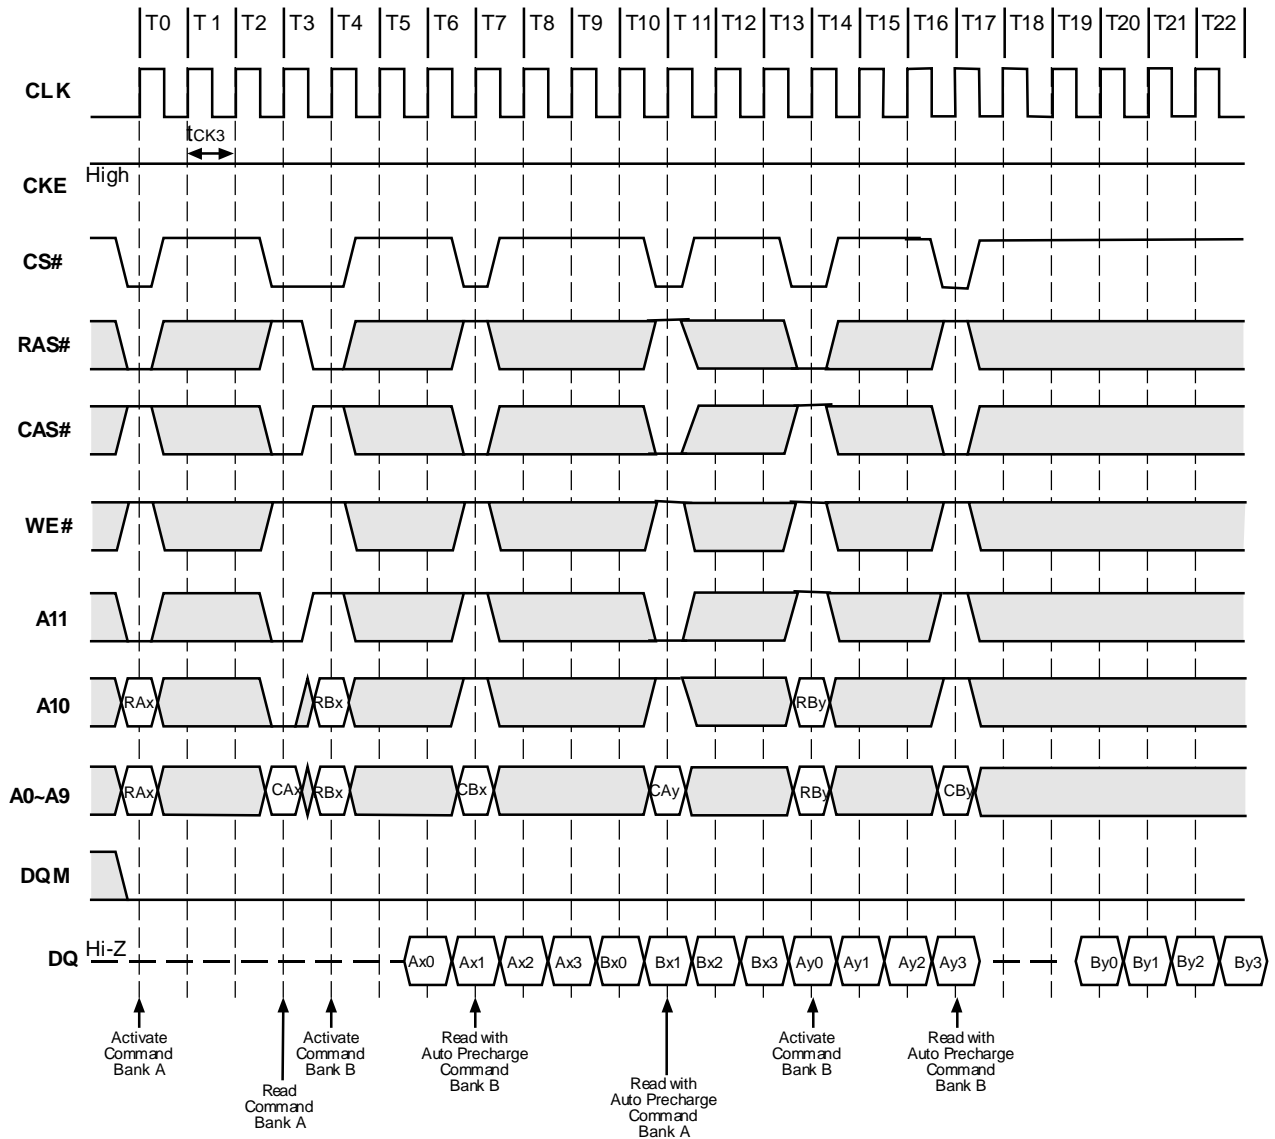 T0 T1 T2 T3 T4 T5 T6 T7 T8 T9 T10 T11 T12 T13 T14 T15 T16 T17 T18 T19 T20 T21 T22
CLK
tCK3
High
CKE
CS#
RAS#
CAS#
WE#
A11
A10 RAx RBx RBy
A0~A9 RAx CAx RBx CBx CAy RBy CBy
DQM
DQ Hi-Z Ax0 Ax1 Ax2 Ax3 Bx0 Bx1 Bx2 Bx3 Ay0 Ay1 Ay2 Ay3 By0 By1 By2 By3
Activate
Command
Bank A
Read
Command
Bank A
Activate
Command
Bank B
Read with
Auto Precharge
Command
Bank B
Read with
Auto Precharge
Command
Bank A
Activate
Command
Bank B
Read with
Auto Precharge
Command
Bank B